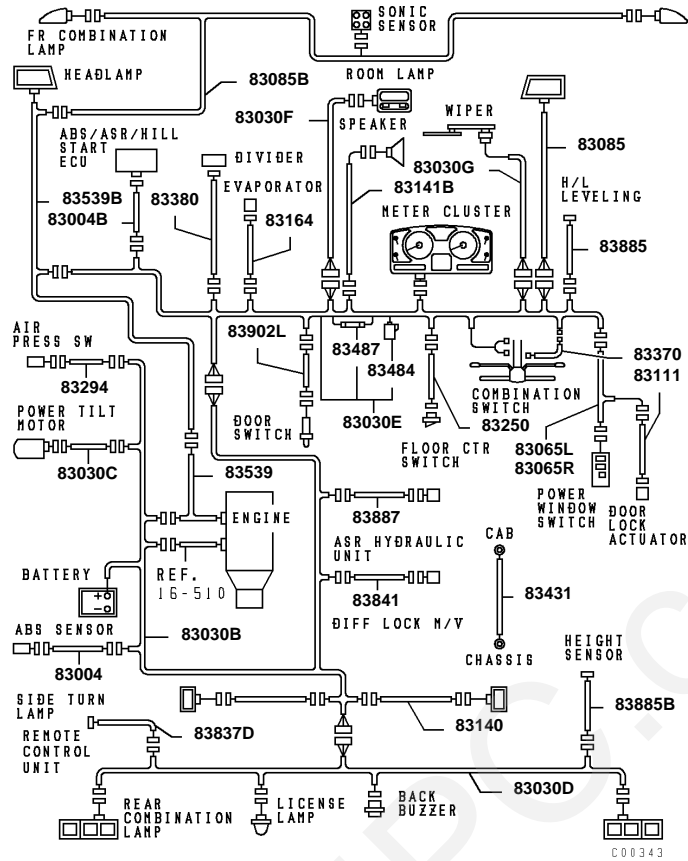 SONIC
SENSOR
FR COMBINATION
LAMP
HEADLAMP
83085B
ROOM LAMP
83030F
SPEAKER
WIPER
ABS/ASR/HILL
START
ECU
DIVIDER
83085
83030G
83539B
83380
EVAPORATOR
83141B
H/L
LEVELING
83004B
83164
METER CLUSTER
83885
AIR
PRESS SW
83902L
83487
83484
83370
83294
83111
COMBINATION
SWITCH
POWER TILT
MOTOR
DOOR
SWITCH
83030E
83250
FLOOR CTR
SWITCH
83065L
83065R
83030C
83539
POWER
WINDOW
SWITCH
DOOR
LOCK
ACTUATOR
83887
ENGINE
ASR HYDRAULIC
UNIT
CAB
BATTERY
REF.
16-510
83841
83431
DIFF LOCK M/V
ABS SENSOR
83030B
83004
CHASSIS
HEIGHT
SENSOR
SIDE TURN
LAMP
83837D
83140
83885B
REMOTE
CONTROL
UNIT
83030D
REAR
COMBINATION
LAMP
LICENSE
LAMP
BACK
BUZZER
C00343